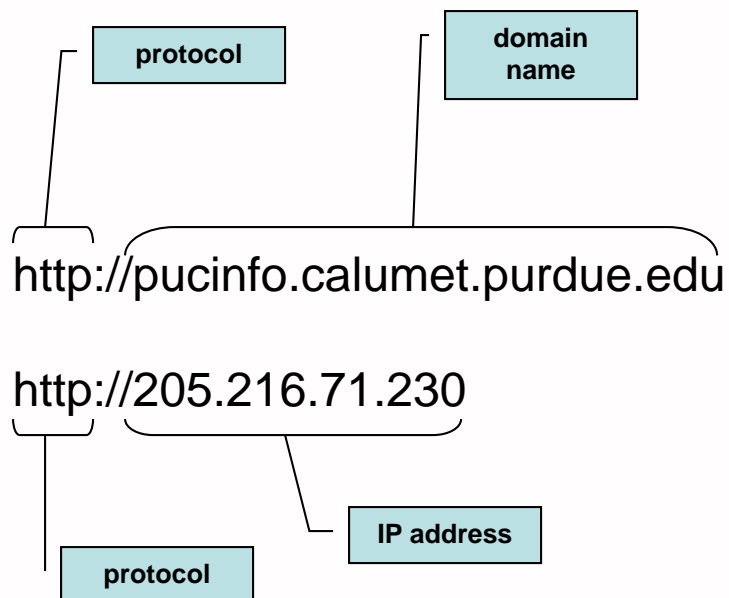 protocol
domain
name
http://pucinfo.calumet.purdue.edu
http://205.216.71.230
IP address
protocol